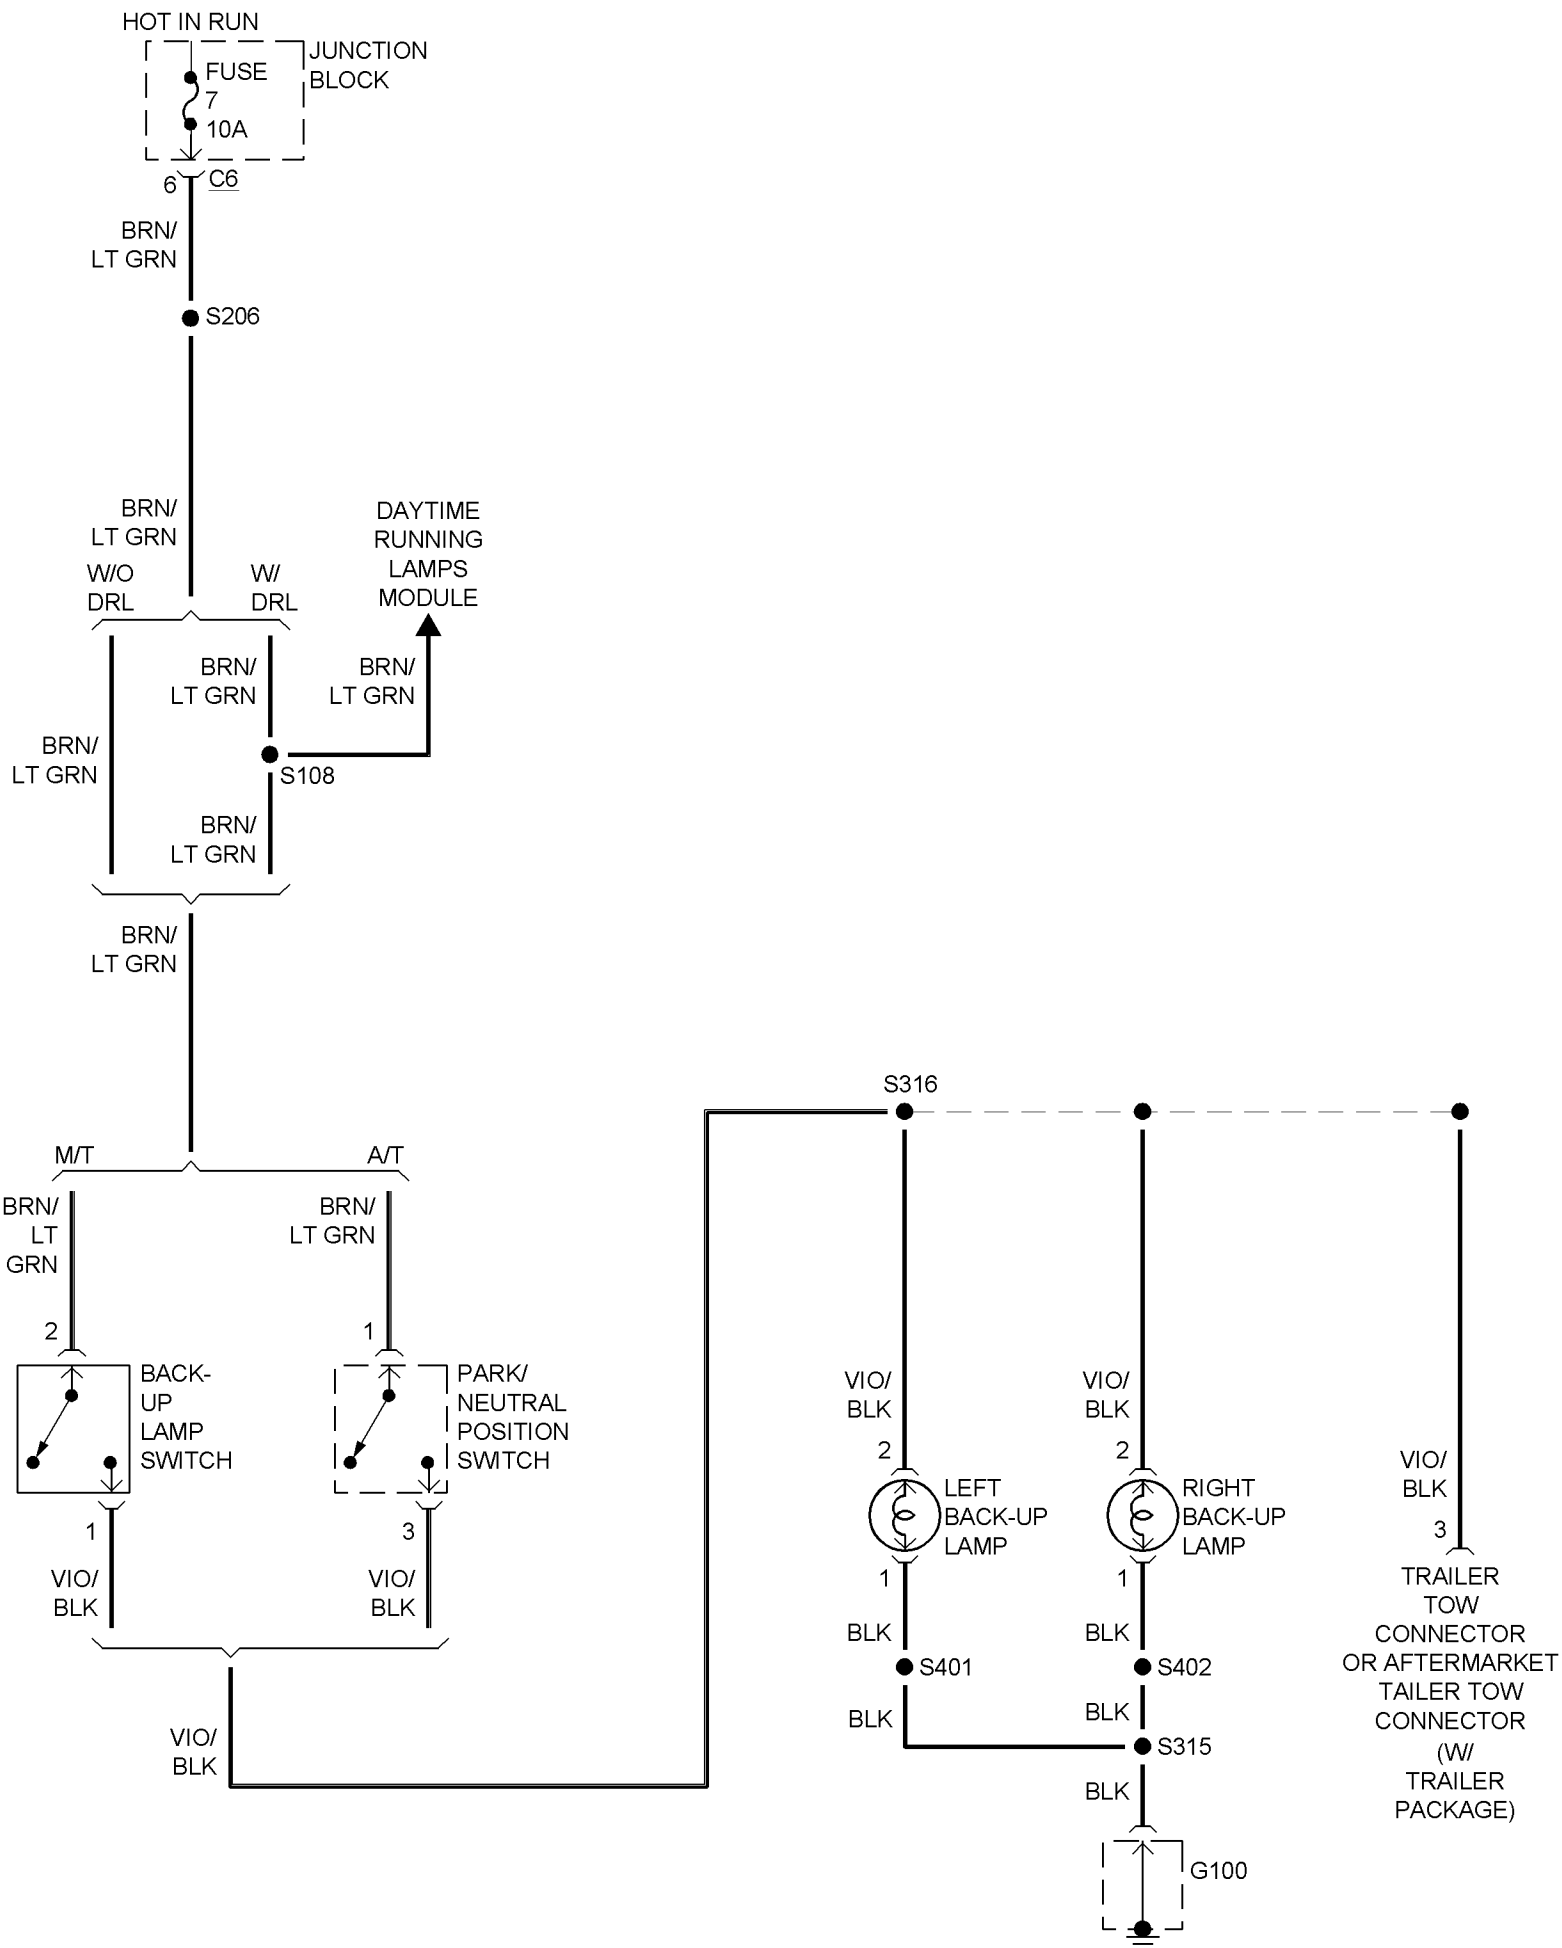 HOT IN RUN
JUNCTION
BLOCK
FUSE
7
10A
6
C6
BRN/
LT GRN
S206
BRN/
LT GRN
W/O
DRL
W/
DRL
DAYTIME
RUNNING
LAMPS
MODULE
BRN/
LT GRN
BRN/
LT GRN
BRN/
LT GRN
S108
BRN/
LT GRN
BRN/
LT GRN
M/T
A/T
BRN/
LT
GRN
BRN/
LT GRN
2
1
BACK-
UP
LAMP
SWITCH
PARK/
NEUTRAL
POSITION
SWITCH
1
3
VIO/
BLK
VIO/
BLK
VIO/
BLK
S316
VIO/
BLK
VIO/
BLK
VIO/
BLK
2
2
3
LEFT
BACK-UP
LAMP
RIGHT
BACK-UP
LAMP
1
1
BLK
BLK
S401
S402
BLK
BLK
S315
BLK
G100
TRAILER
TOW
CONNECTOR
OR AFTERMARKET
TAILER TOW
CONNECTOR
(W/
TRAILER
PACKAGE)